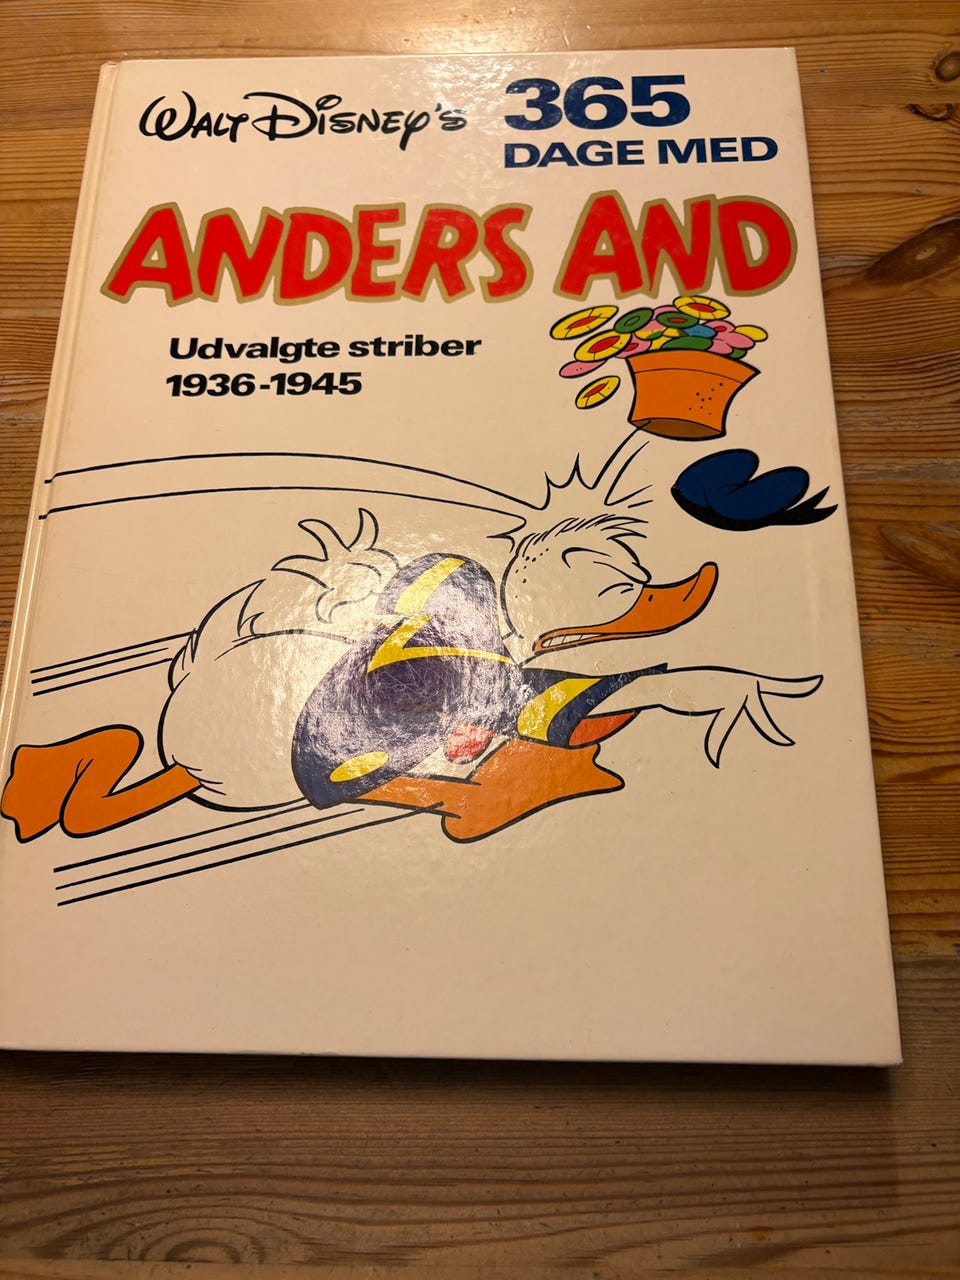 WALT DISNEY'S
365
DAGE MED
ANDERS AND
Udvalgte striber
1936-1945